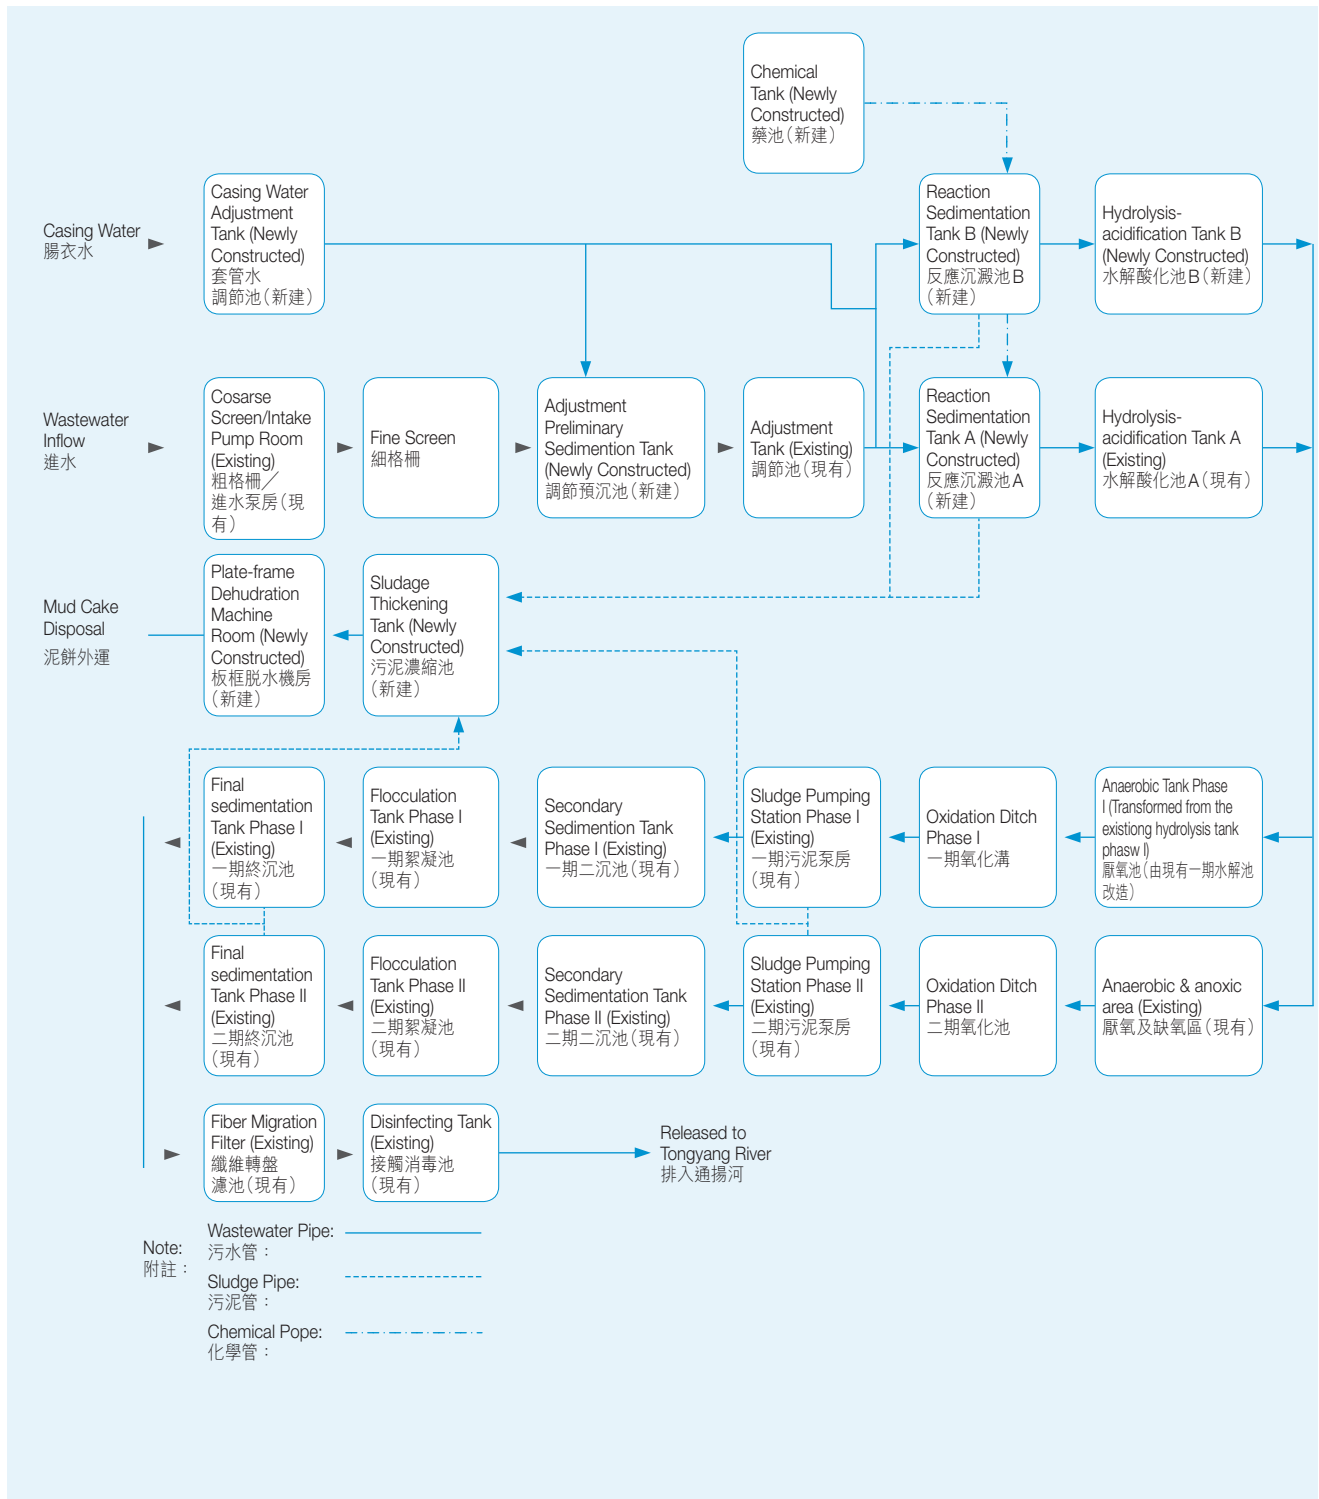 Chemical
Tank (Newly
Constructed)
藥池（新建）
Casing Water
腸衣水
Casing Water
Adjustment
Tank (Newly
Constructed)
套管水
調節池（新建）
Reaction
Sedimentation
Tank B (Newly
Constructed)
反應沉澱池B
（新建）
Hydrolysis-
acidification Tank B
(Newly Constructed)
水解酸化池B（新建）
Wastewater
Inflow
進水
Cosarse
Screen/Intake
Pump Room
(Existing)
粗格柵／
進水泵房（現
有）
Fine Screen
細格柵
Adjustment
Preliminary
Sedimention Tank
(Newly Constructed)
調節預沉池（新建）
Adjustment
Tank (Existing)
調節池（現有）
Reaction
Sedimentation
Tank A (Newly
Constructed)
反應沉澱池A
（新建）
Hydrolysis-
acidification Tank A
(Existing)
水解酸化池A（現有）
Mud Cake
Disposal
泥餅外運
Plate-frame
Dehudration
Machine
Room (Newly
Constructed)
板框脱水機房
（新建）
Sludage
Thickening
Tank (Newly
Constructed)
污泥濃縮池
（新建）
Final
sedimentation
Tank Phase I
(Existing)
一期終沉池
（現有）
Flocculation
Tank Phase I
(Existing)
一期絮凝池
（現有）
Secondary
Sedimention Tank
Phase I (Existing)
一期二沉池（現有）
Sludge Pumping
Station Phase I
(Existing)
一期污泥泵房
（現有）
Oxidation Ditch
Phase I
一期氧化溝
Anaerobic Tank Phase
I (Transformed from the
existiong hydrolysis tank
phasw I)
厭氧池（由現有一期水解池
改造）
Final
sedimentation
Tank Phase II
(Existing)
二期終沉池
（現有）
Flocculation
Tank Phase II
(Existing)
二期絮凝池
（現有）
Secondary
Sedimentation Tank
Phase II (Existing)
二期二沉池（現有）
Sludge Pumping
Station Phase II
(Existing)
二期污泥泵房
（現有）
Oxidation Ditch
Phase II
二期氧化池
Anaerobic & anoxic
area (Existing)
厭氧及缺氧區（現有）
Fiber Migration
Filter (Existing)
纖維轉盤
濾池（現有）
Disinfecting Tank
(Existing)
接觸消毒池
（現有）
Released to
Tongyang River
排入通揚河
Note:
附註：
Wastewater Pipe:
污水管：
Sludge Pipe:
污泥管：
Chemical Pope:
化學管：